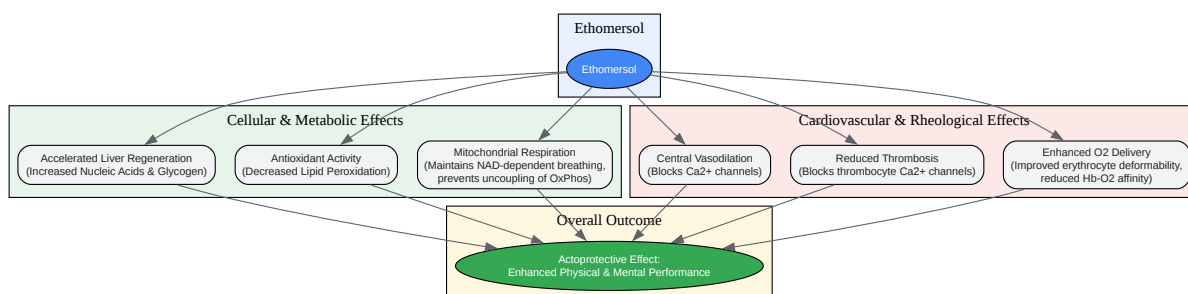 Ethomersol
Ethomersol
Cellular & Metabolic Effects
Cardiovascular & Rheological Effects
Accelerated Liver Regeneration
(Increased Nucleic Acids & Glycogen)
Antioxidant Activity
(Decreased Lipid Peroxidation)
Mitochondrial Respiration
(Maintains NAD-dependent breathing,
prevents uncoupling of OxPhos)
Central Vasodilation
(Blocks Ca2+ channels)
Reduced Thrombosis
(Blocks thrombocyte Ca2+ channels)
Enhanced O2 Delivery
(Improved erythrocyte deformability,
reduced Hb-O2 affinity)
Overall Outcome
Actoprotective Effect:
Enhanced Physical & Mental Performance